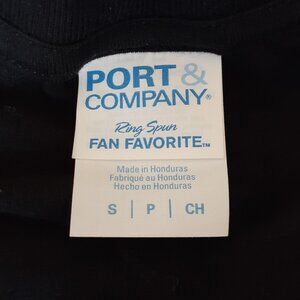 PORT &
COMPANY®
Ring Spun
FAN FAVORITE™
Made in Honduras
Fabriqué au Honduras
Hecho en Honduras
S | P | CH